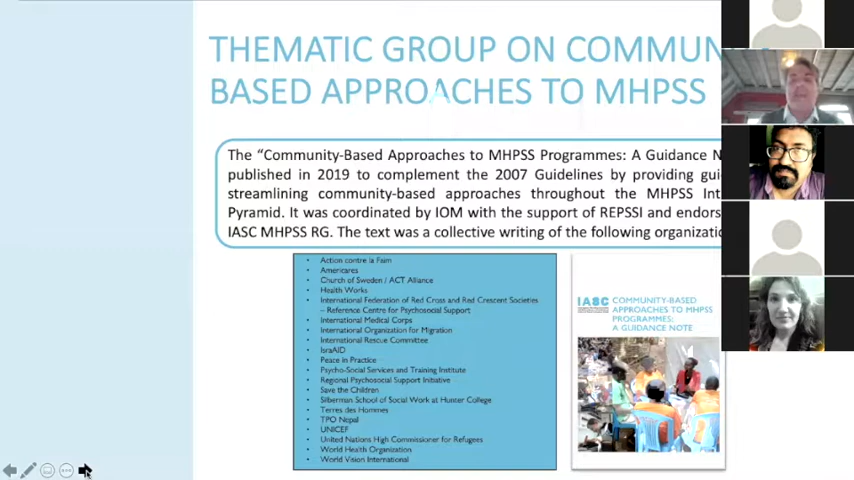 THEMATIC GROUP ON COMMUN
BASED APPROACHES TO MHPSS
The “Community-Based Approaches to MHPSS Programmes: A Guidance N
published in 2019 to complement the 2007 Guidelines by providing gui
streamlining community-based approaches throughout the MHPSS Int
Pyramid. It was coordinated by IOM with the support of REPSSI and endors
IASC MHPSS RG. The text was a collective writing of the following organizatio
• Action contre la Faim
• Americares
• Church of Sweden / ACT Alliance
• Health Works
• International Federation of Red Cross and Red Crescent Societies
– Reference Centre for Psychosocial Support
• International Medical Corps
• International Organization for Migration
• International Rescue Committee
• IsraAID
• Peace in Practice
• Psycho-Social Services and Training Institute
• Regional Psychosocial Support Initiative
• Save the Children
• Silberman School of Social Work at Hunter College
• Terres des Hommes
• TPO Nepal
• UNICEF
• United Nations High Commissioner for Refugees
• World Health Organization
• World Vision International
IASC COMMUNITY-BASED
APPROACHES TO MHPSS
PROGRAMMES:
A GUIDANCE NOTE